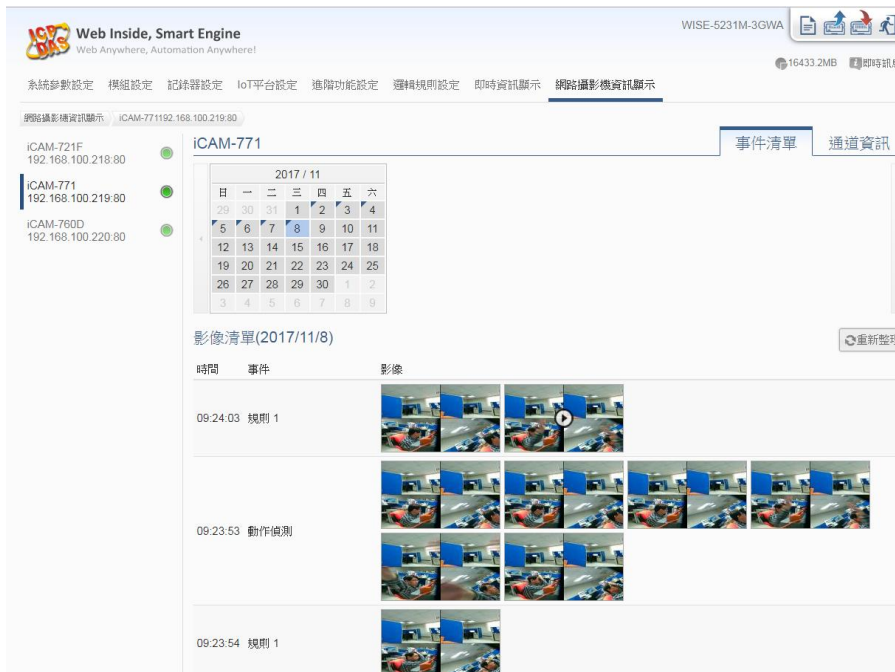 ICP DAS
Web Inside, Smart Engine
Web Anywhere, Automation Anywhere!
WISE-5231M-3GWA
16433.2MB 即時訊息
系統參數設定 模組設定 記錄器設定 IoT平台設定 進階功能設定 邏輯規則設定 即時資訊顯示 網路攝影機資訊顯示
網路攝影機資訊顯示 iCAM-771192.168.100.219:80
iCAM-721F
192.168.100.218:80
iCAM-771
192.168.100.219:80
iCAM-760D
192.168.100.220:80
iCAM-771
事件清單 通道資訊
2017 / 11
日 一 二 三 四 五 六
29 30 31 1 2 3 4
5 6 7 8 9 10 11
12 13 14 15 16 17 18
19 20 21 22 23 24 25
26 27 28 29 30 1 2
3 4 5 6 7 8 9
影像清單(2017/11/8)
重新整理
時間 事件 影像
09:24:03 規則 1
09:23:53 動作偵測
09:23:54 規則 1